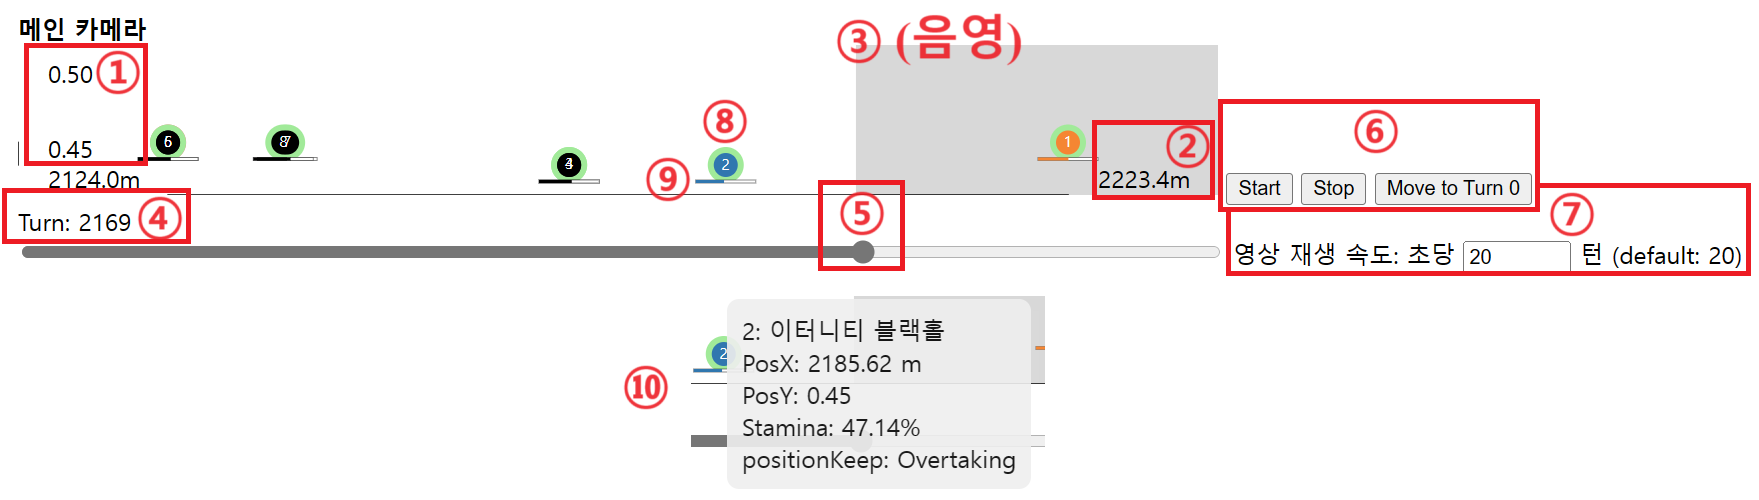 메인 카메라
③ (음영)
0.50 ①
⑧
⑥
6
8
1
②
0.45
4
⑨
2
2124.0m
2223.4m
Start
Stop
Move to Turn 0
Turn: 2169 ④
⑤
⑦
영상 재생 속도: 초당 20 턴 (default: 20)
2
2: 이터니티 블랙홀
PosX: 2185.62 m
⑩
PosY: 0.45
Stamina: 47.14%
positionKeep: Overtaking